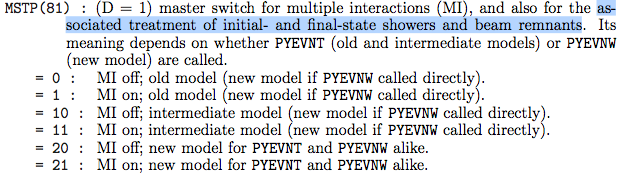 MSTP(81) : (D = 1) master switch for multiple interactions (MI), and also for the as-
sociated treatment of initial- and final-state showers and beam remnants. Its
meaning depends on whether PYEVNT (old and intermediate models) or PYEVNW
(new model) are called.
= 0 : MI off; old model (new model if PYEVNW called directly).
= 1 : MI on; old model (new model if PYEVNW called directly).
= 10 : MI off; intermediate model (new model if PYEVNW called directly).
= 11 : MI on; intermediate model (new model if PYEVNW called directly).
= 20 : MI off; new model for PYEVNT and PYEVNW alike.
= 21 : MI on; new model for PYEVNT and PYEVNW alike.